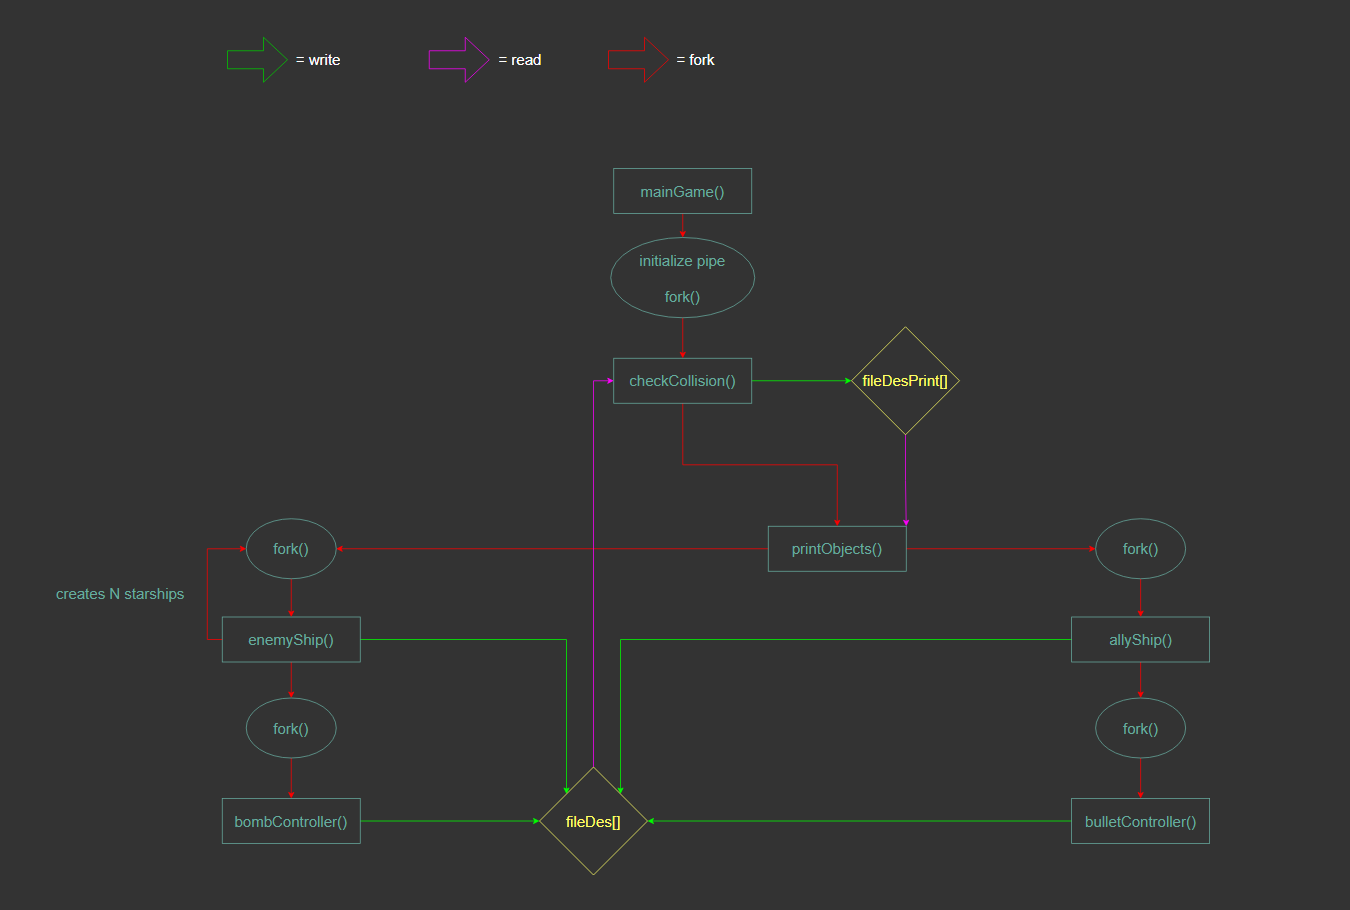 = write
= read
= fork
mainGame()
initialize pipe
fork()
checkCollision()
fileDesPrint[]
fork()
printObjects()
fork()
creates N starships
enemyShip()
allyShip()
fork()
fork()
bombController()
fileDes[]
bulletController()